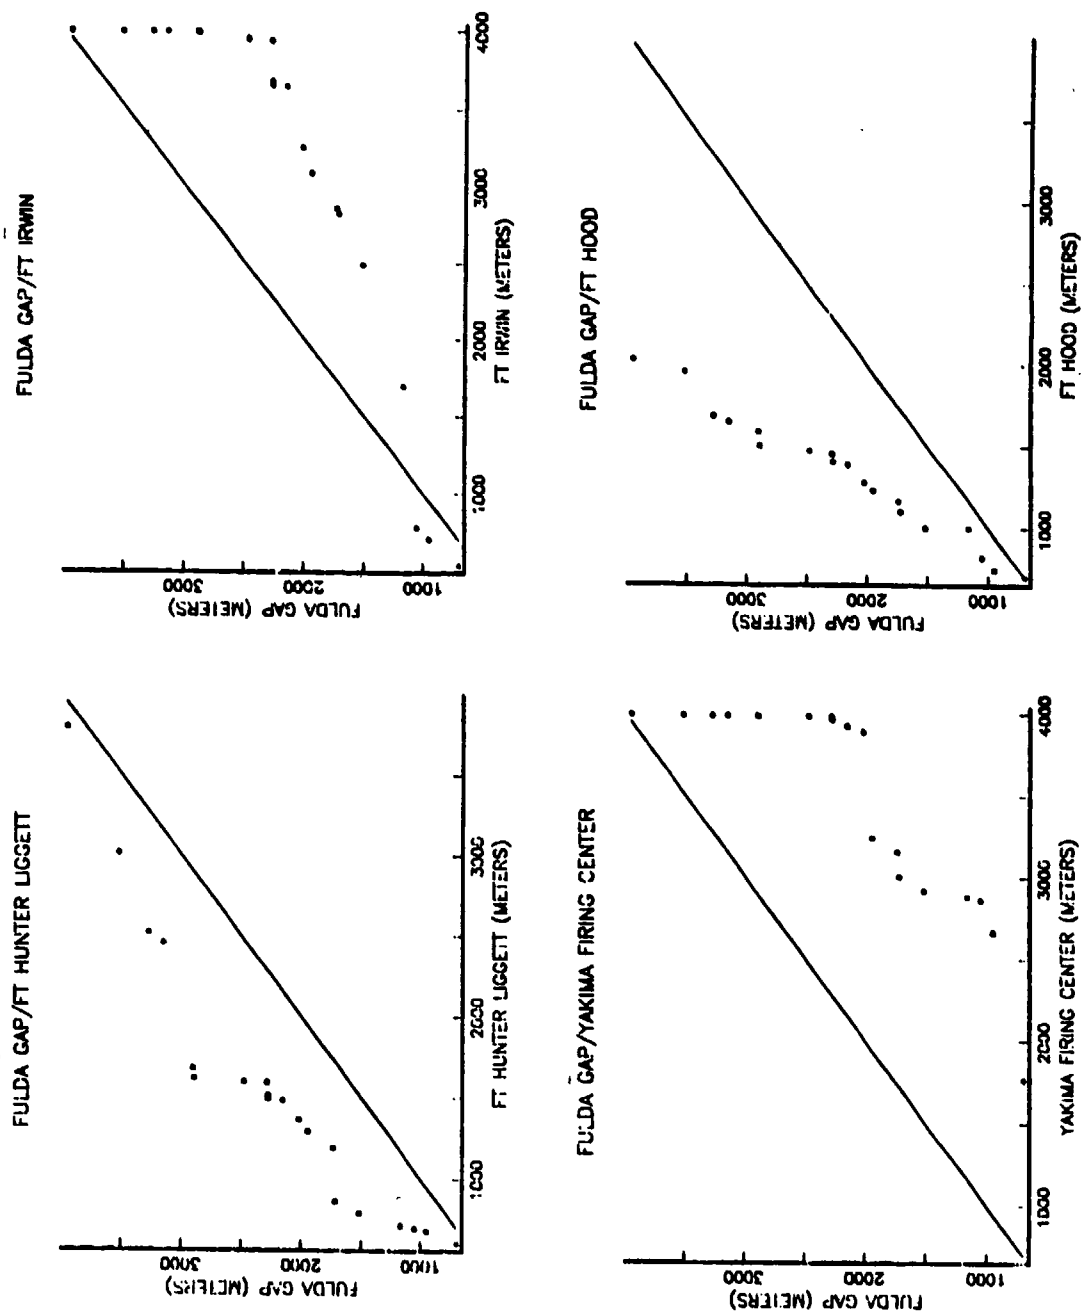 FULDA GAP/FT HUNTER LIGGETT
FULDA GAP (METERS)
3000
2000
1000
1000
2000
3000
FT HUNTER LIGGETT (METERS)
FULDA GAP/FT IRWIN
FULDA GAP (METERS)
3000
2000
1000
1000
2000
3000
4000
FT IRWIN (METERS)
FULDA GAP/YAKIMA FIRING CENTER
FULDA GAP (METERS)
3000
2000
1000
1000
2000
3000
4000
YAKIMA FIRING CENTER (METERS)
FULDA GAP/FT HOOD
FULDA GAP (METERS)
3000
2000
1000
1000
2000
3000
FT HOOD (METERS)